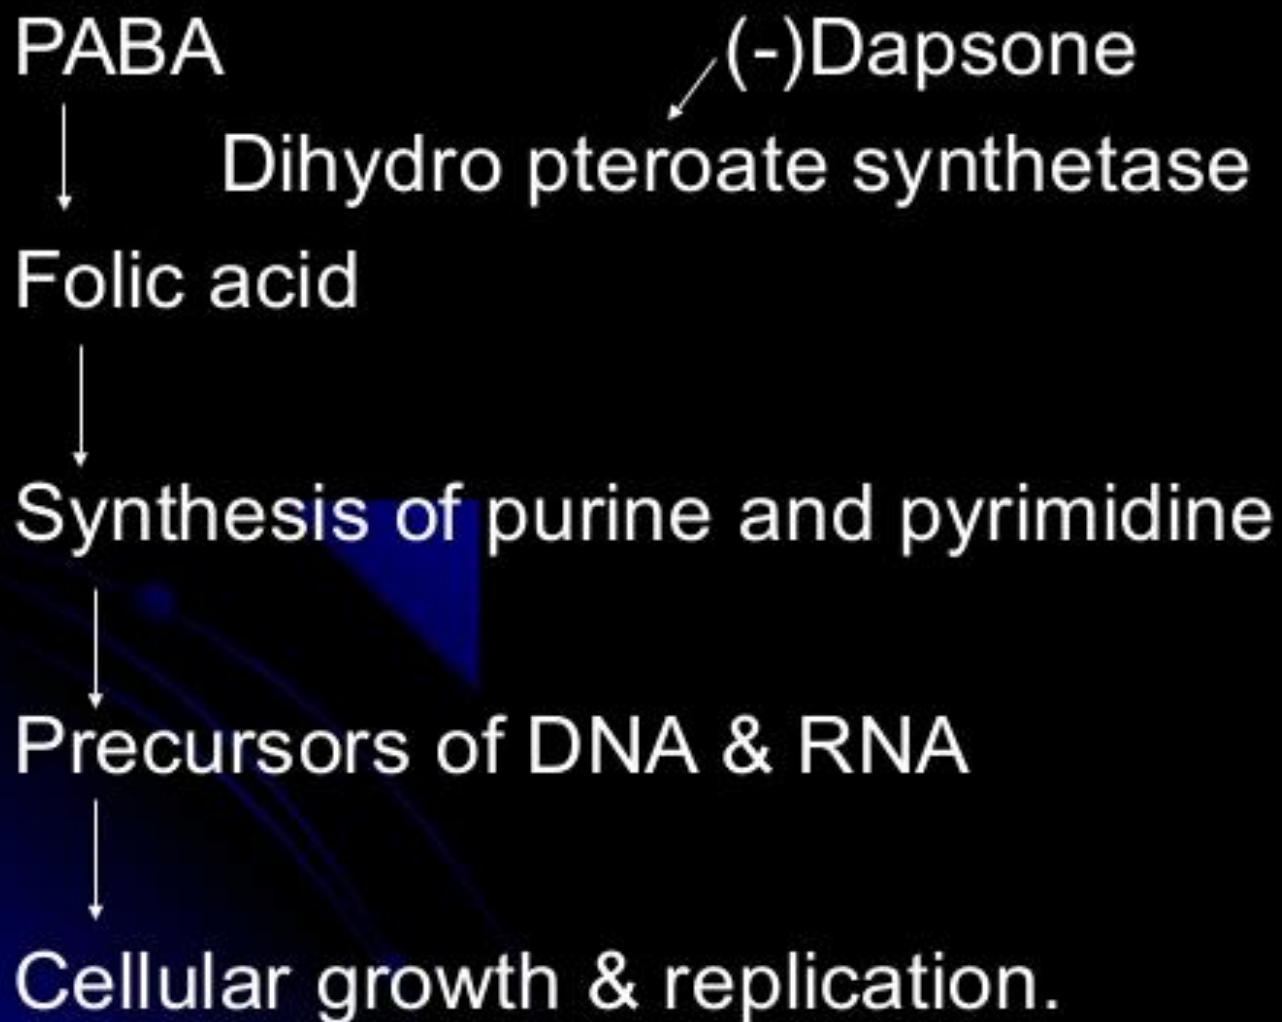 PABA
(-)Dapsone
Dihydro pteroate synthetase
Folic acid
Synthesis of purine and pyrimidine
Precursors of DNA & RNA
Cellular growth & replication.